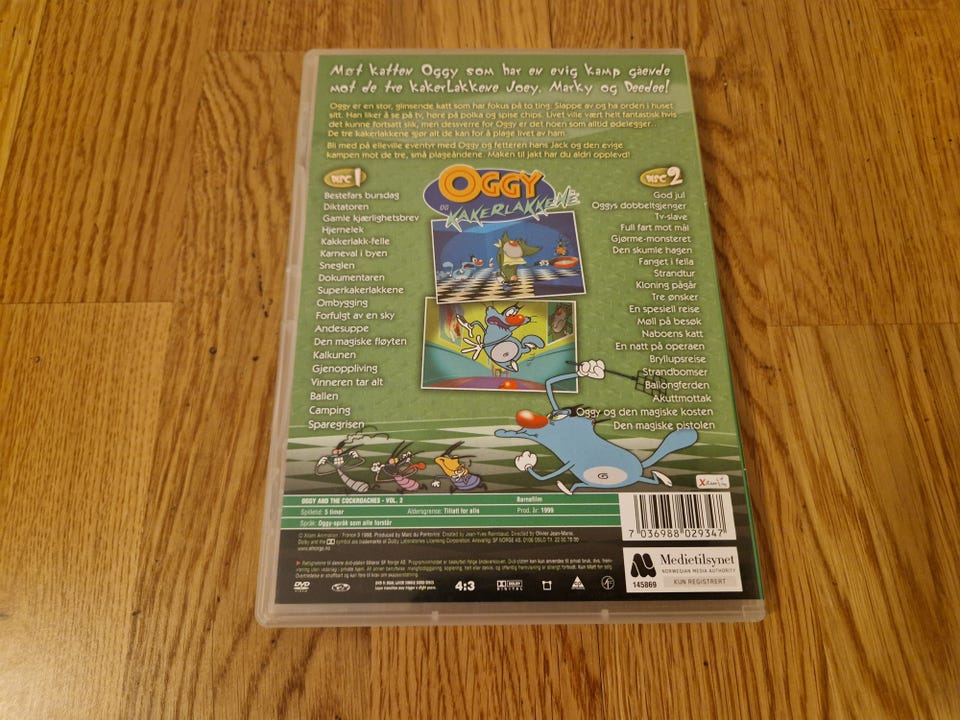 Møt katten Oggy som har en evig kamp gående
mot de tre kakerlakkene Joey, Marky og Deedee!
Oggy er en stor, glinsende katt som har fokus på to ting: Slappe av og ha orden i huset
sitt. Han liker å se på tv, høre på polka og spise chips. Livet ville vært helt fantastisk hvis
det kunne fortsatt slik, men dessverre for Oggy er det noen som alltid ødelegger...
De tre kakerlakkene gjør alt de kan for å plage livet av ham.
Bli med på elleville eventyr med Oggy og fetteren hans Jack og den evige
kampen mot de tre, små plageåndene. Maken til jakt har du aldri opplevd!
DISC 1
Bestefars bursdag
Diktatoren
Gamle kjærlighetsbrev
Hjernelek
Kakkerlakk-felle
Karneval i byen
Sneglen
Dokumentaren
Superkakerlakkene
Ombygging
Forfulgt av en sky
Andesuppe
Den magiske fløyten
Kalkunen
Gjenoppliving
Vinneren tar alt
Ballen
Camping
Sparegrisen
OGGY
OG
KAKERLAKKENE
DISC 2
God jul
Oggys dobbeltgjenger
Tv-slave
Full fart mot mål
Gjørme-monsteret
Den skumle hagen
Fanget i fella
Strandtur
Kloning pågår
Tre ønsker
En spesiell reise
Møll på besøk
Naboens katt
En natt på operaen
Bryllupsreise
Strandbomser
Ballongferden
Akuttmottak
Oggy og den magiske kosten
Den magiske pistolen
OGGY AND THE COCKROACHES - VOL. 2
Barnefilm
Spilletid: 5 timer
Aldersgrense: Tillatt for alle
Prod. år: 1999
Språk: Oggy-språk som alle forstår
DVD
4:3
DOLBY
DIGITAL
7 036988 029347
Medietilsynet
NORWEGIAN MEDIA AUTHORITY
145869
KUN REGISTRERT